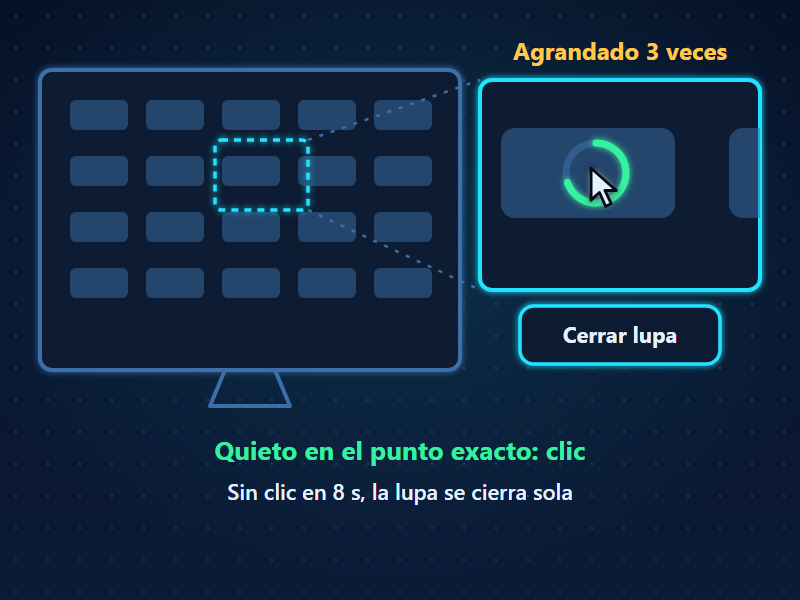 Agrandado 3 veces
Cerrar lupa
Quieto en el punto exacto: clic
Sin clic en 8 s, la lupa se cierra sola